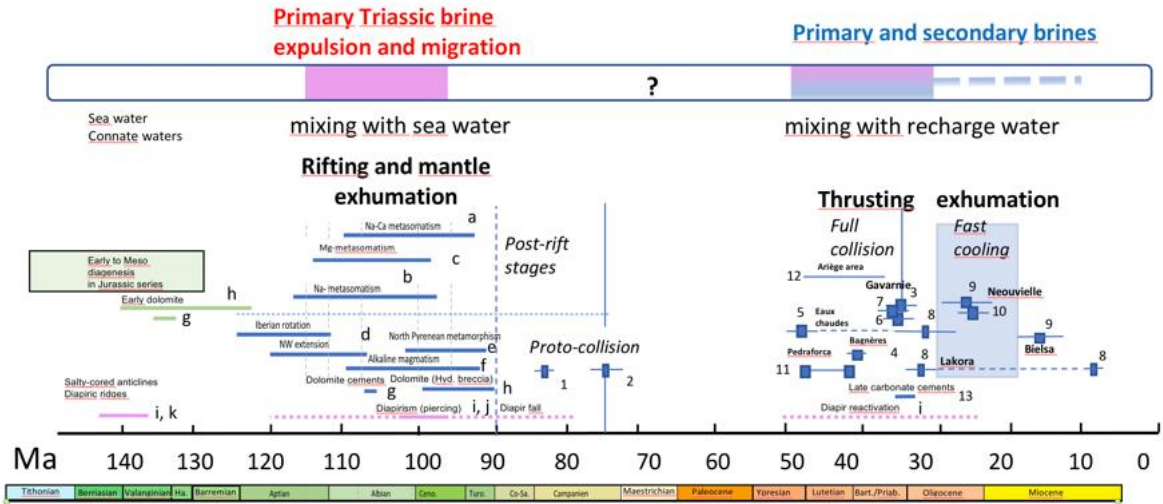 Primary Triassic brine
expulsion and migration
Primary and secondary brines
?
Sea water
Connate waters
mixing with sea water
mixing with recharge water
Rifting and mantle
exhumation
Thrusting exhumation
a
Na-Ca metasomatism
Mg-metasomatism
c
b
Na- metasomatism
Post-rift
stages
Full
collision
Fast
cooling
Early to Meso
diagenesis
in Jurassic series
h
Early dolomite
g
Iberian rotation
d
NW extension
North Pyrenean metamorphism
e
Alkaline magmatism
f
Dolomite cements
g
Dolomite (Hyd. breccia)
h
Salty-cored anticlines
Diapiric ridges
i, k
Diapirism (piercing)
i, j
Diapir fall
Proto-collision
1
2
12
Ariège area
Gavarnie
3
7
6
9
Neouvielle
10
5
Eaux
chaudes
8
9
Bielsa
Pedraforca
Bagnères
4
8
Lakora
8
11
Late carbonate cements
13
Diapir reactivation
i
Ma
140 130 120 110 100 90 80 70 60 50 40 30 20 10 0
Tithonian Berriasian Valanginian Ha. Barremian Aptian Albian Ceno. Turo. Co-Sa. Campanien Maestrichian Paleocene Yoresian Lutetian Bart./Priab. Oligocene Miocene